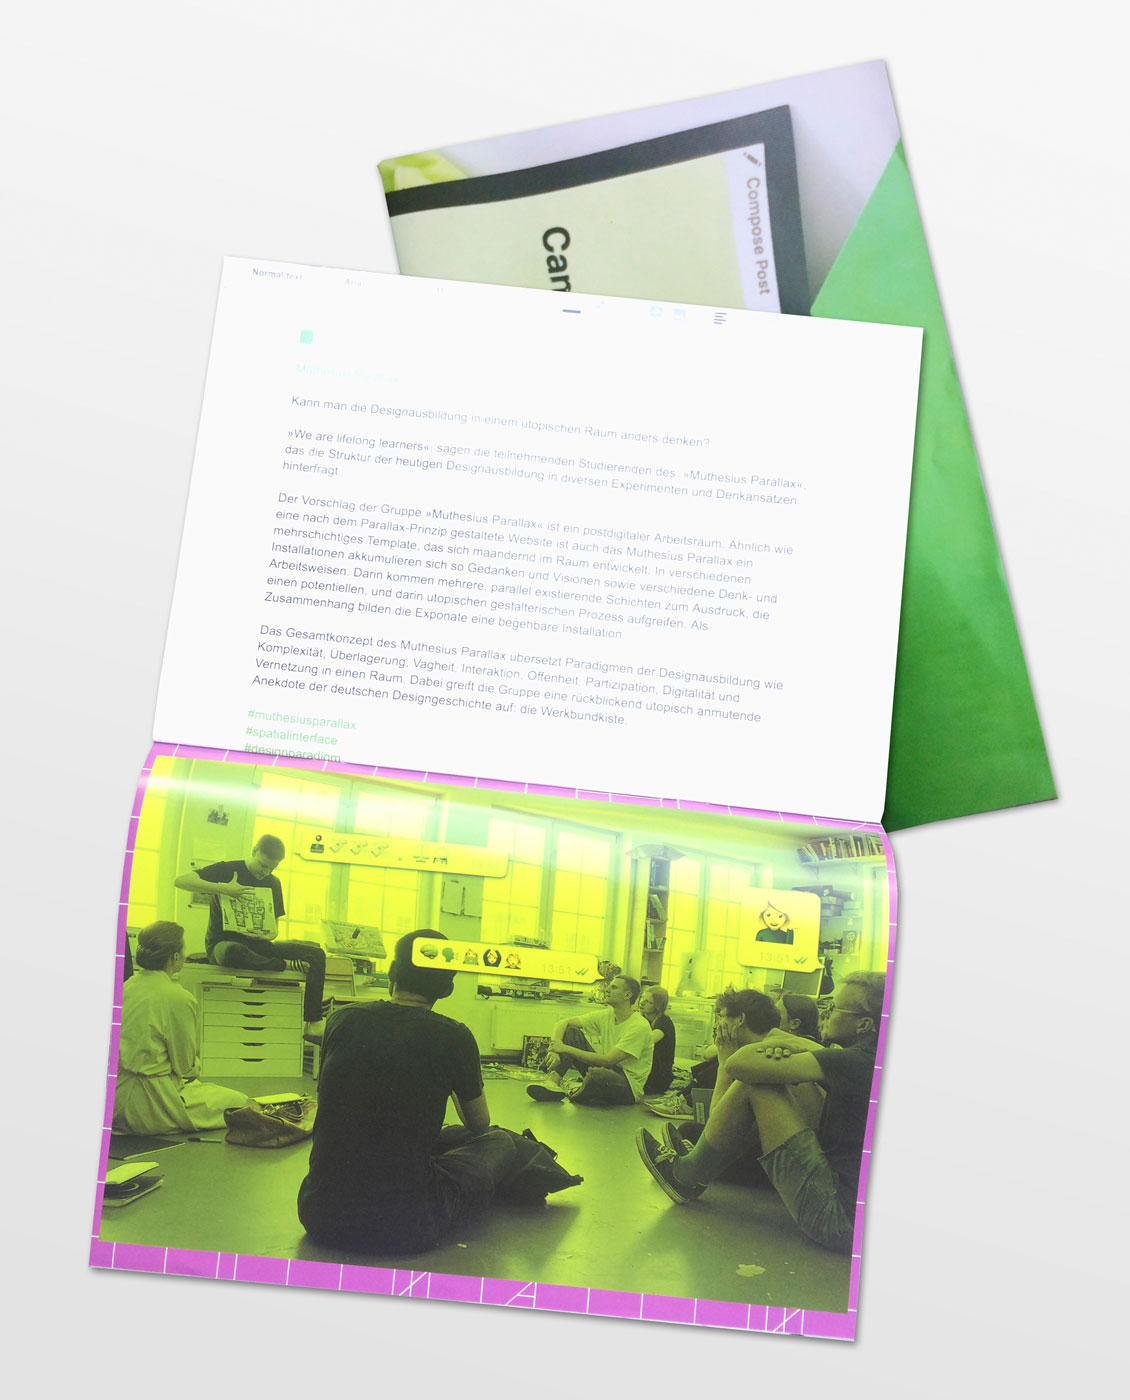 Compose Post
Can
Normal text
11
Muthesius Parallax
Kann man die Designausbildung in einem utopischen Raum anders denken?
»We are lifelong learners«, sagen die teilnehmenden Studierenden des »Muthesius Parallax«,
das die Struktur der heutigen Designausbildung in diversen Experimenten und Denkansätzen
hinterfragt.
Der Vorschlag der Gruppe »Muthesius Parallax« ist ein postdigitaler Arbeitsraum. Ähnlich wie
eine nach dem Parallax-Prinzip gestaltete Website ist auch das Muthesius Parallax ein
mehrschichtiges Template, das sich maandernd im Raum entwickelt. In verschiedenen
Installationen akkumulieren sich so Gedanken und Visionen sowie verschiedene Denk- und
Arbeitsweisen. Darin kommen mehrere, parallel existierende Schichten zum Ausdruck, die
einen potentiellen, und darin utopischen gestalterischen Prozess aufgreifen. Als
Zusammenhang bilden die Exponate eine begehbare Installation.
Das Gesamtkonzept des Muthesius Parallax übersetzt Paradigmen der Designausbildung wie
Komplexität, Überlagerung, Vagheit, Interaktion, Offenheit, Partizipation, Digitalität und
Vernetzung in einen Raum. Dabei greift die Gruppe eine rückblickend utopisch anmutende
Anekdote der deutschen Designgeschichte auf: die Werkbundkiste.
#muthesiusparallax
#spatialinterface
#designparadigm
13:51
13:51